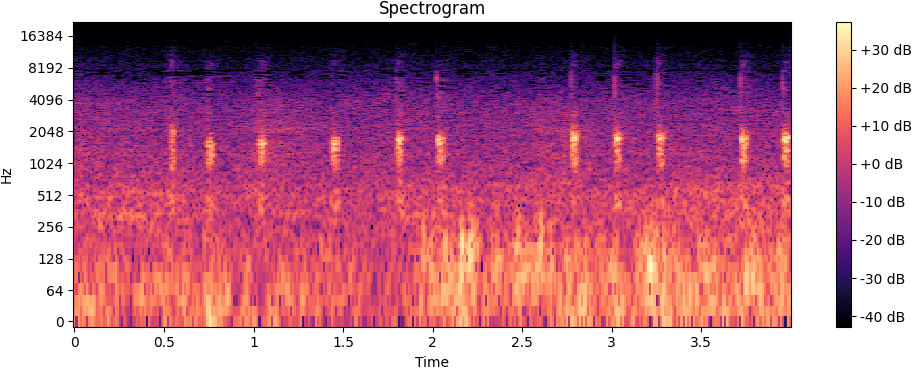 Spectrogram
16384
8192
4096
2048
1024
512
256
128
64
0
Hz
0 0.5 1 1.5 2 2.5 3 3.5
Time
+30 dB
+20 dB
+10 dB
+0 dB
-10 dB
-20 dB
-30 dB
-40 dB